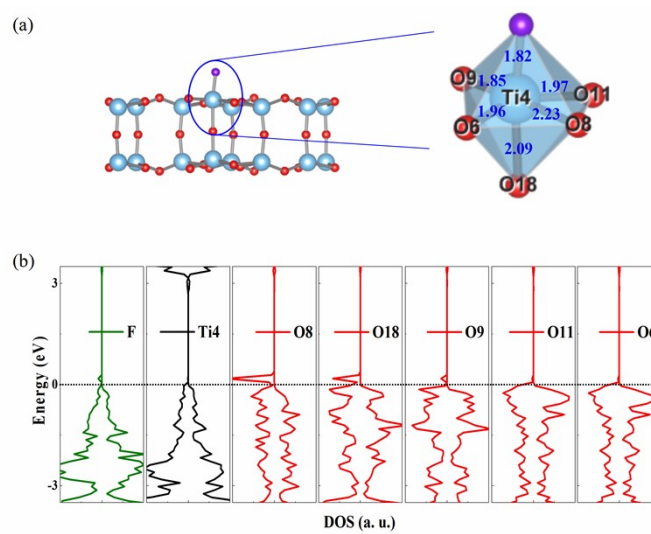 (a)
1.82
O9
1.85
1.97
O11
Ti4
1.96
2.23
O6
O8
2.09
O18
(b)
3
F
Ti4
O8
O18
O9
O11
O6
Energy (eV)
0
-3
DOS (a. u.)